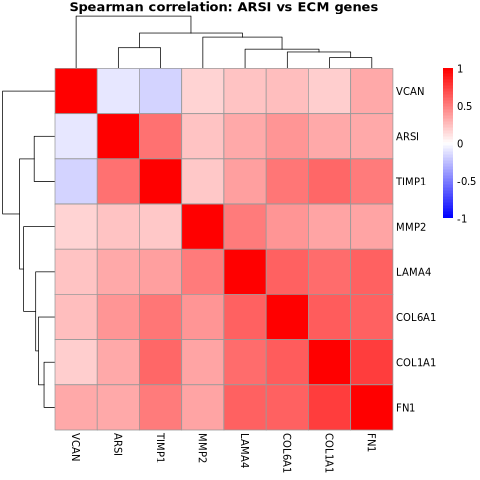 Spearman correlation: ARSI vs ECM genes
1
0.5
0
-0.5
-1
VCAN
ARSI
TIMP1
MMP2
LAMA4
COL6A1
COL1A1
FN1
VCAN
ARSI
TIMP1
MMP2
LAMA4
COL6A1
COL1A1
FN1